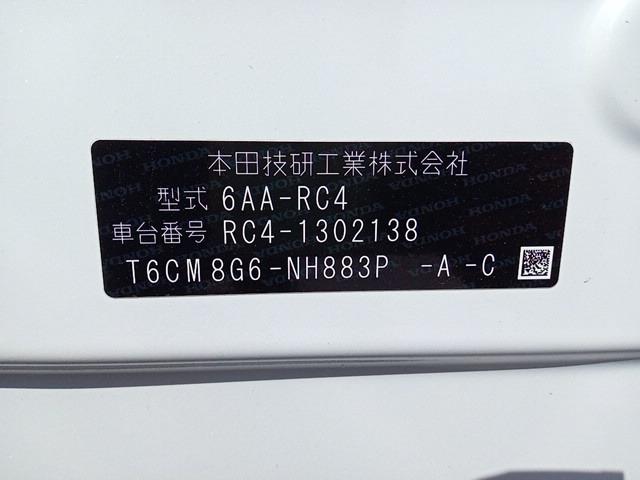 本田技研工業株式会社
型式 6AA-RC4
車台番号 RC4-1302138
T6CM8G6-NH883P -A-C